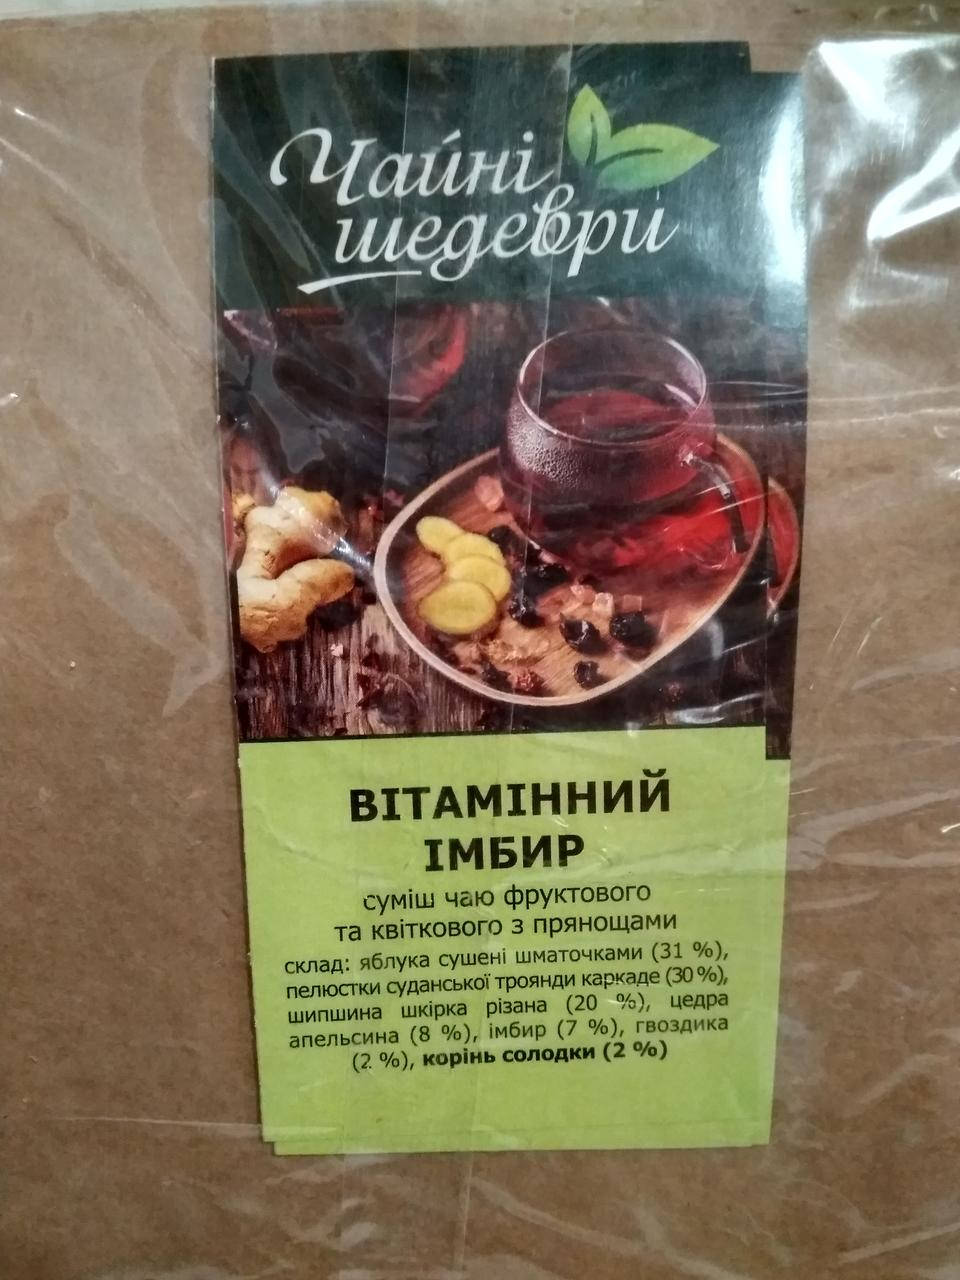 Чайні
шедеври
ВІТАМІННИЙ
ІМБИР
суміш чаю фруктового
та квіткового з прянощами
склад: яблука сушені шматочками (31 %),
пелюстки суданської троянди каркаде (30 %),
шипшина шкірка різана (20 %), цедра
апельсина (8 %), імбир (7 %), гвоздика
(2 %), корінь солодки (2 %)